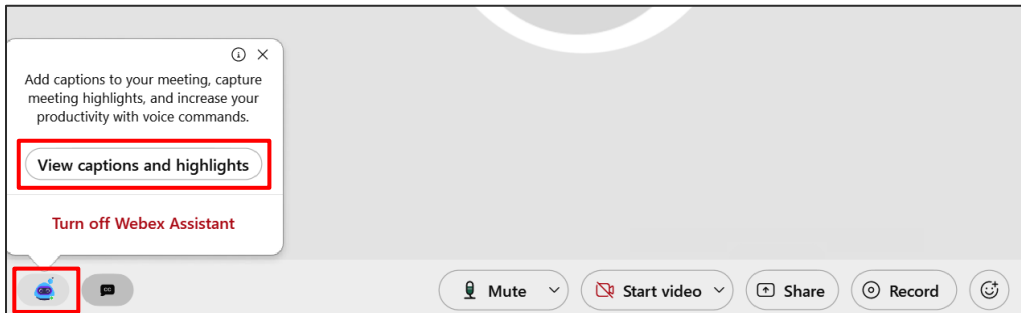 Add captions to your meeting, capture
meeting highlights, and increase your
productivity with voice commands.
View captions and highlights
Turn off Webex Assistant
CC
Mute
Start video
Share
Record